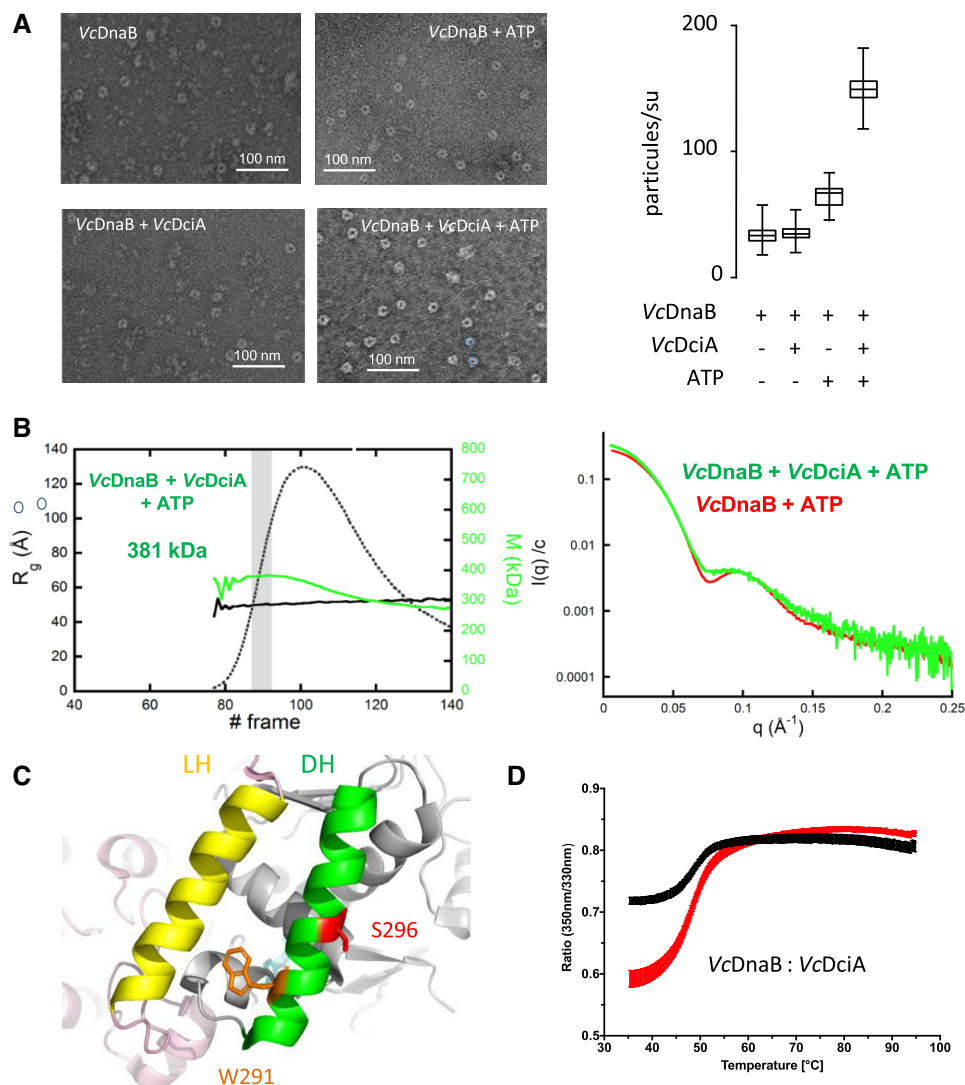 A
VcDnaB
100 nm
VcDnaB + ATP
100 nm
VcDnaB + VcDciA
100 nm
VcDnaB + VcDciA + ATP
100 nm
particules/su
200
100
0
VcDnaB + + + +
VcDciA - + - +
ATP - - + +
B
Rg (Å)
140
120
100
80
60
40
20
0
VcDnaB + VcDciA
+ ATP
381 kDa
800
700
600
500
400
300
200
100
0
M (kDa)
40 60 80 100 120 140
# frame
I(q) /c
0.1
0.01
0.001
0.0001
VcDnaB + VcDciA + ATP
VcDnaB + ATP
0 0.05 0.1 0.15 0.2 0.25
q (Å-1)
C
LH
DH
S296
W291
D
Ratio (350nm/330nm)
0.9
0.8
0.7
0.6
0.5
VcDnaB : VcDciA
30 40 50 60 70 80 90 100
Temperature [°C]